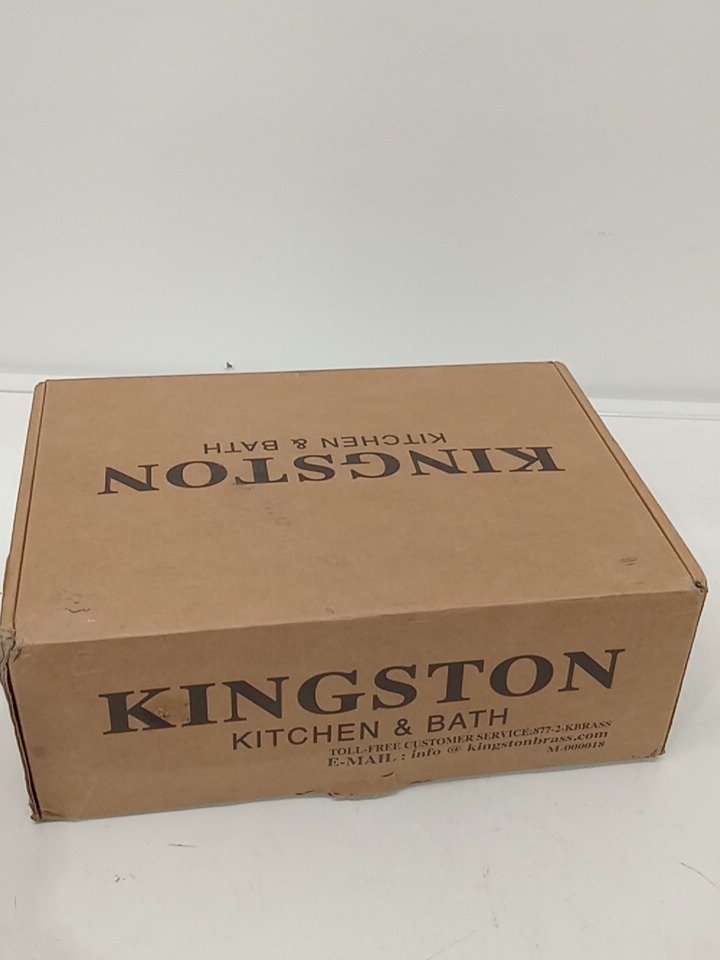 KITCHEN & BATH
KINGSTON
KINGSTON
KITCHEN & BATH
TOLL-FREE CUSTOMER SERVICE:877-2-KBRASS
E-MAIL : info @ kingstonbrass.com
M-000018